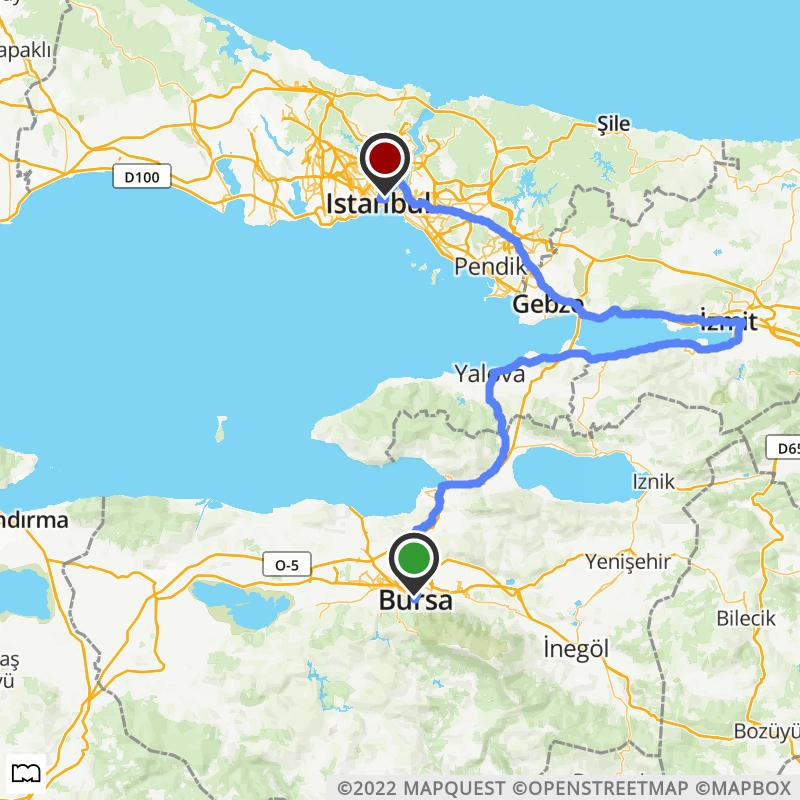 apaklı
Şile
D100
Istanbul
Pendik
Gebze
İzmit
Yalova
D65
Iznik
ndırma
O-5
Yenişehir
Bursa
Bilecik
İnegöl
aş
yü
Bozüyü
©2022 MAPQUEST ©OPENSTREETMAP ©MAPBOX